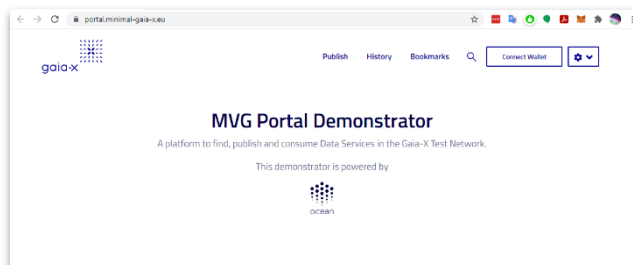 portal.minimal-gaia-x.eu
gaia-x
Publish History Bookmarks Connect Wallet
MVG Portal Demonstrator
A platform to find, publish and consume Data Services in the Gaia-X Test Network.
This demonstrator is powered by
ocean